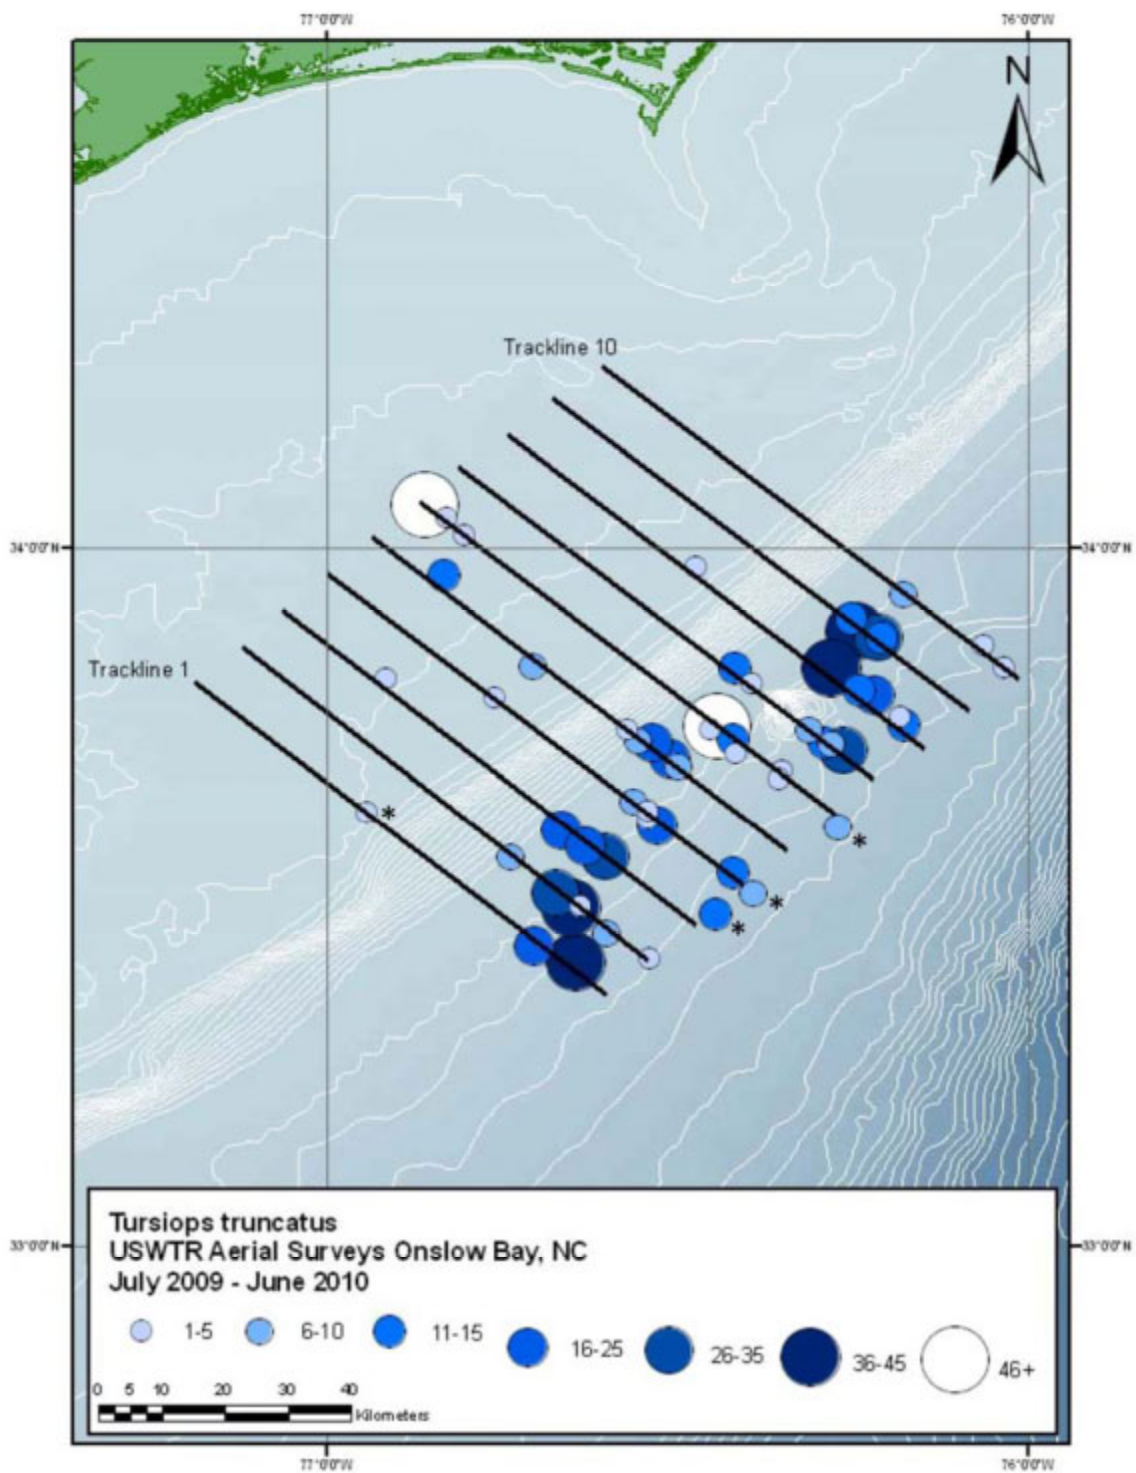 77°0'0"W 76°0'0"W
N
Trackline 10
34°0'0"N 34°0'0"N
Trackline 1
*
*
*
*
33°0'0"N 33°0'0"N
Tursiops truncatus
USWTR Aerial Surveys Onslow Bay, NC
July 2009 - June 2010
1-5 6-10 11-15 16-25 26-35 36-45 46+
0 5 10 20 30 40
Kilometers
77°0'0"W 76°0'0"W